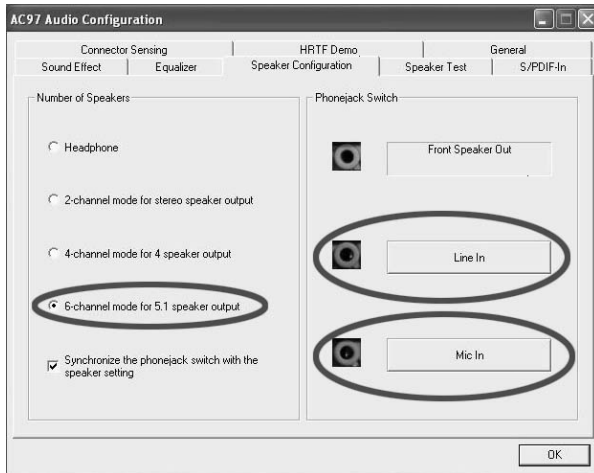 AC97 Audio Configuration
Connector Sensing
HRTF Demo
General
Sound Effect
Equalizer
Speaker Configuration
Speaker Test
S/PDIF-In
Number of Speakers
Headphone
2-channel mode for stereo speaker output
4-channel mode for 4 speaker output
6-channel mode for 5.1 speaker output
Synchronize the phonejack switch with the
speaker setting
Phonejack Switch
Front Speaker Out
Line In
Mic In
OK